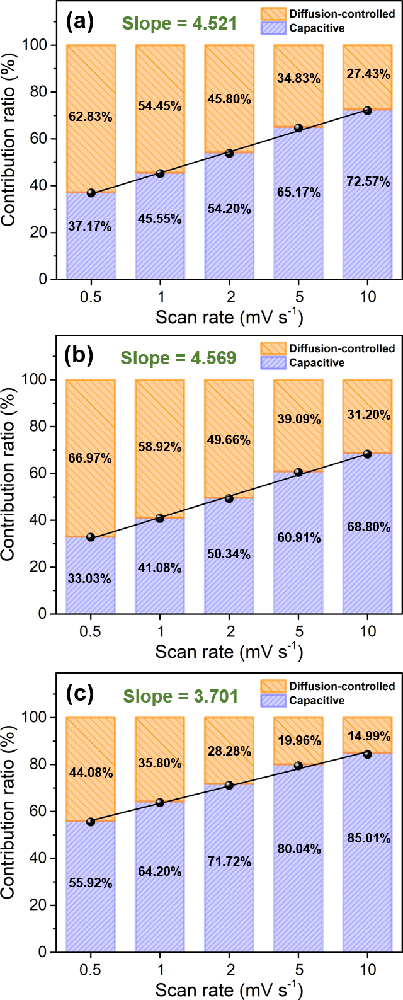 (a) Slope = 4.521
Diffusion-controlled
Capacitive
Contribution ratio (%)
100
80
60
40
20
0
62.83%
54.45%
45.80%
34.83%
27.43%
37.17%
45.55%
54.20%
65.17%
72.57%
0.5 1 2 5 10
Scan rate (mV s⁻¹)
(b) Slope = 4.569
Diffusion-controlled
Capacitive
Contribution ratio (%)
100
80
60
40
20
0
66.97%
58.92%
49.66%
39.09%
31.20%
33.03%
41.08%
50.34%
60.91%
68.80%
0.5 1 2 5 10
Scan rate (mV s⁻¹)
(c) Slope = 3.701
Diffusion-controlled
Capacitive
Contribution ratio (%)
100
80
60
40
20
0
44.08%
35.80%
28.28%
19.96%
14.99%
55.92%
64.20%
71.72%
80.04%
85.01%
0.5 1 2 5 10
Scan rate (mV s⁻¹)